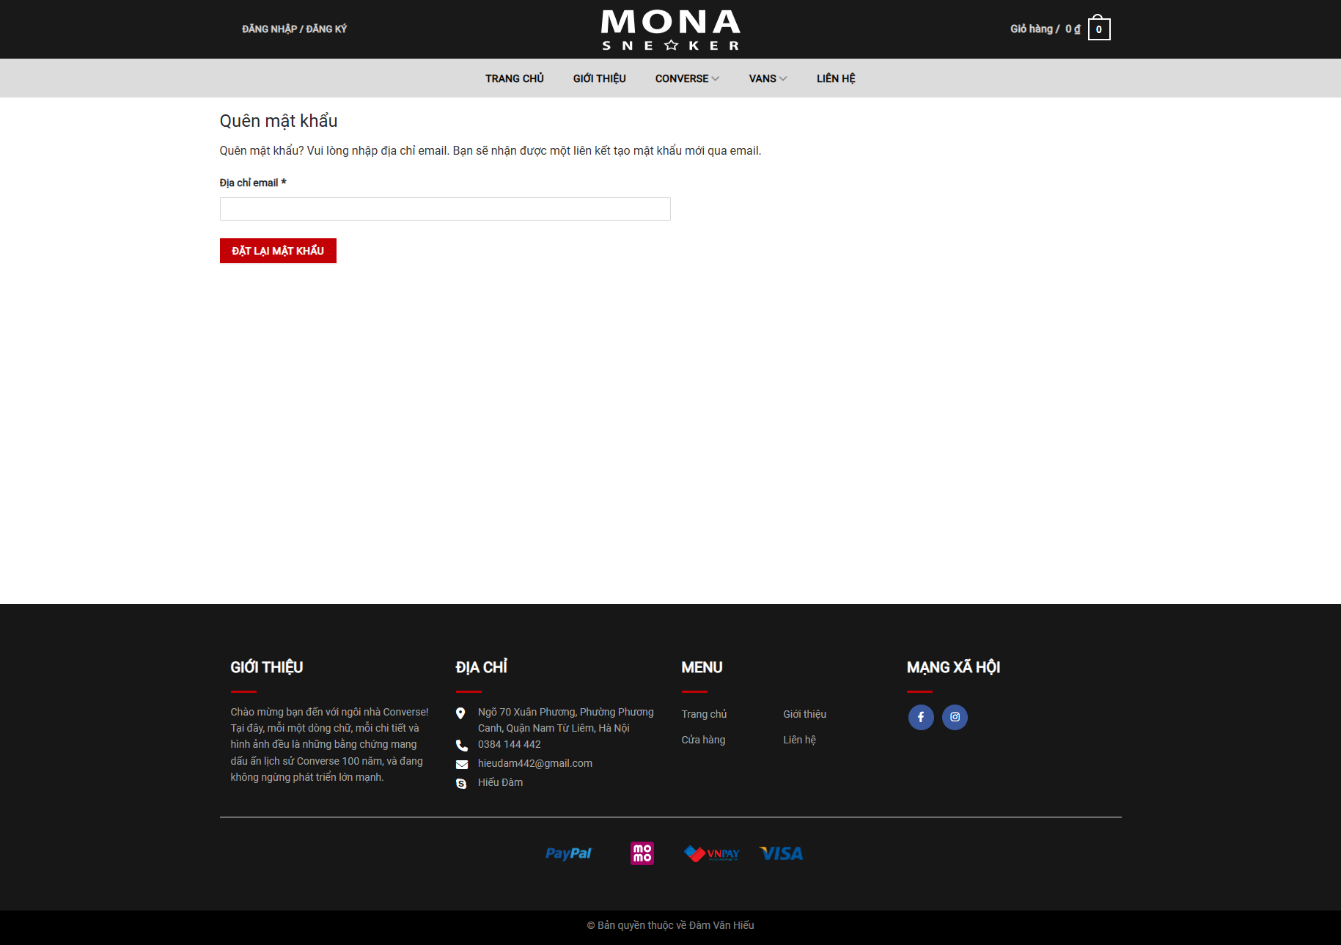 ĐĂNG NHẬP / ĐĂNG KÝ
MONA
SNE☆KER
Giỏ hàng / 0 ₫
0
TRANG CHỦ
GIỚI THIỆU
CONVERSE
VANS
LIÊN HỆ
Quên mật khẩu
Quên mật khẩu? Vui lòng nhập địa chỉ email. Bạn sẽ nhận được một liên kết tạo mật khẩu mới qua email.
Địa chỉ email *
ĐẶT LẠI MẬT KHẨU
GIỚI THIỆU
Chào mừng bạn đến với ngôi nhà Converse!
Tại đây, mỗi một dòng chữ, mỗi chi tiết và
hình ảnh đều là những bằng chứng mang
dấu ấn lịch sử Converse 100 năm, và đang
không ngừng phát triển lớn mạnh.
ĐỊA CHỈ
Ngõ 70 Xuân Phương, Phường Phương
Canh, Quận Nam Từ Liêm, Hà Nội
0384 144 442
hieudam442@gmail.com
Hiếu Đàm
MENU
Trang chủ
Giới thiệu
Cửa hàng
Liên hệ
MẠNG XÃ HỘI
PayPal
mo
mo
VNPAY
VISA
© Bản quyền thuộc về Đàm Văn Hiếu